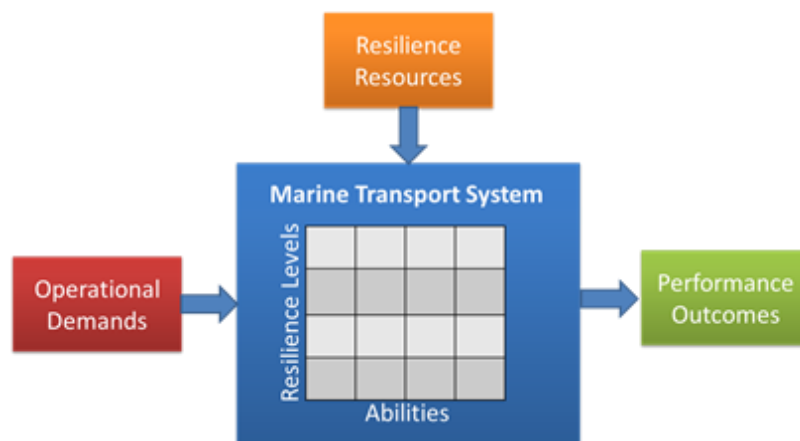 Resilience
Resources
Marine Transport System
Resilience Levels
Abilities
Operational
Demands
Performance
Outcomes